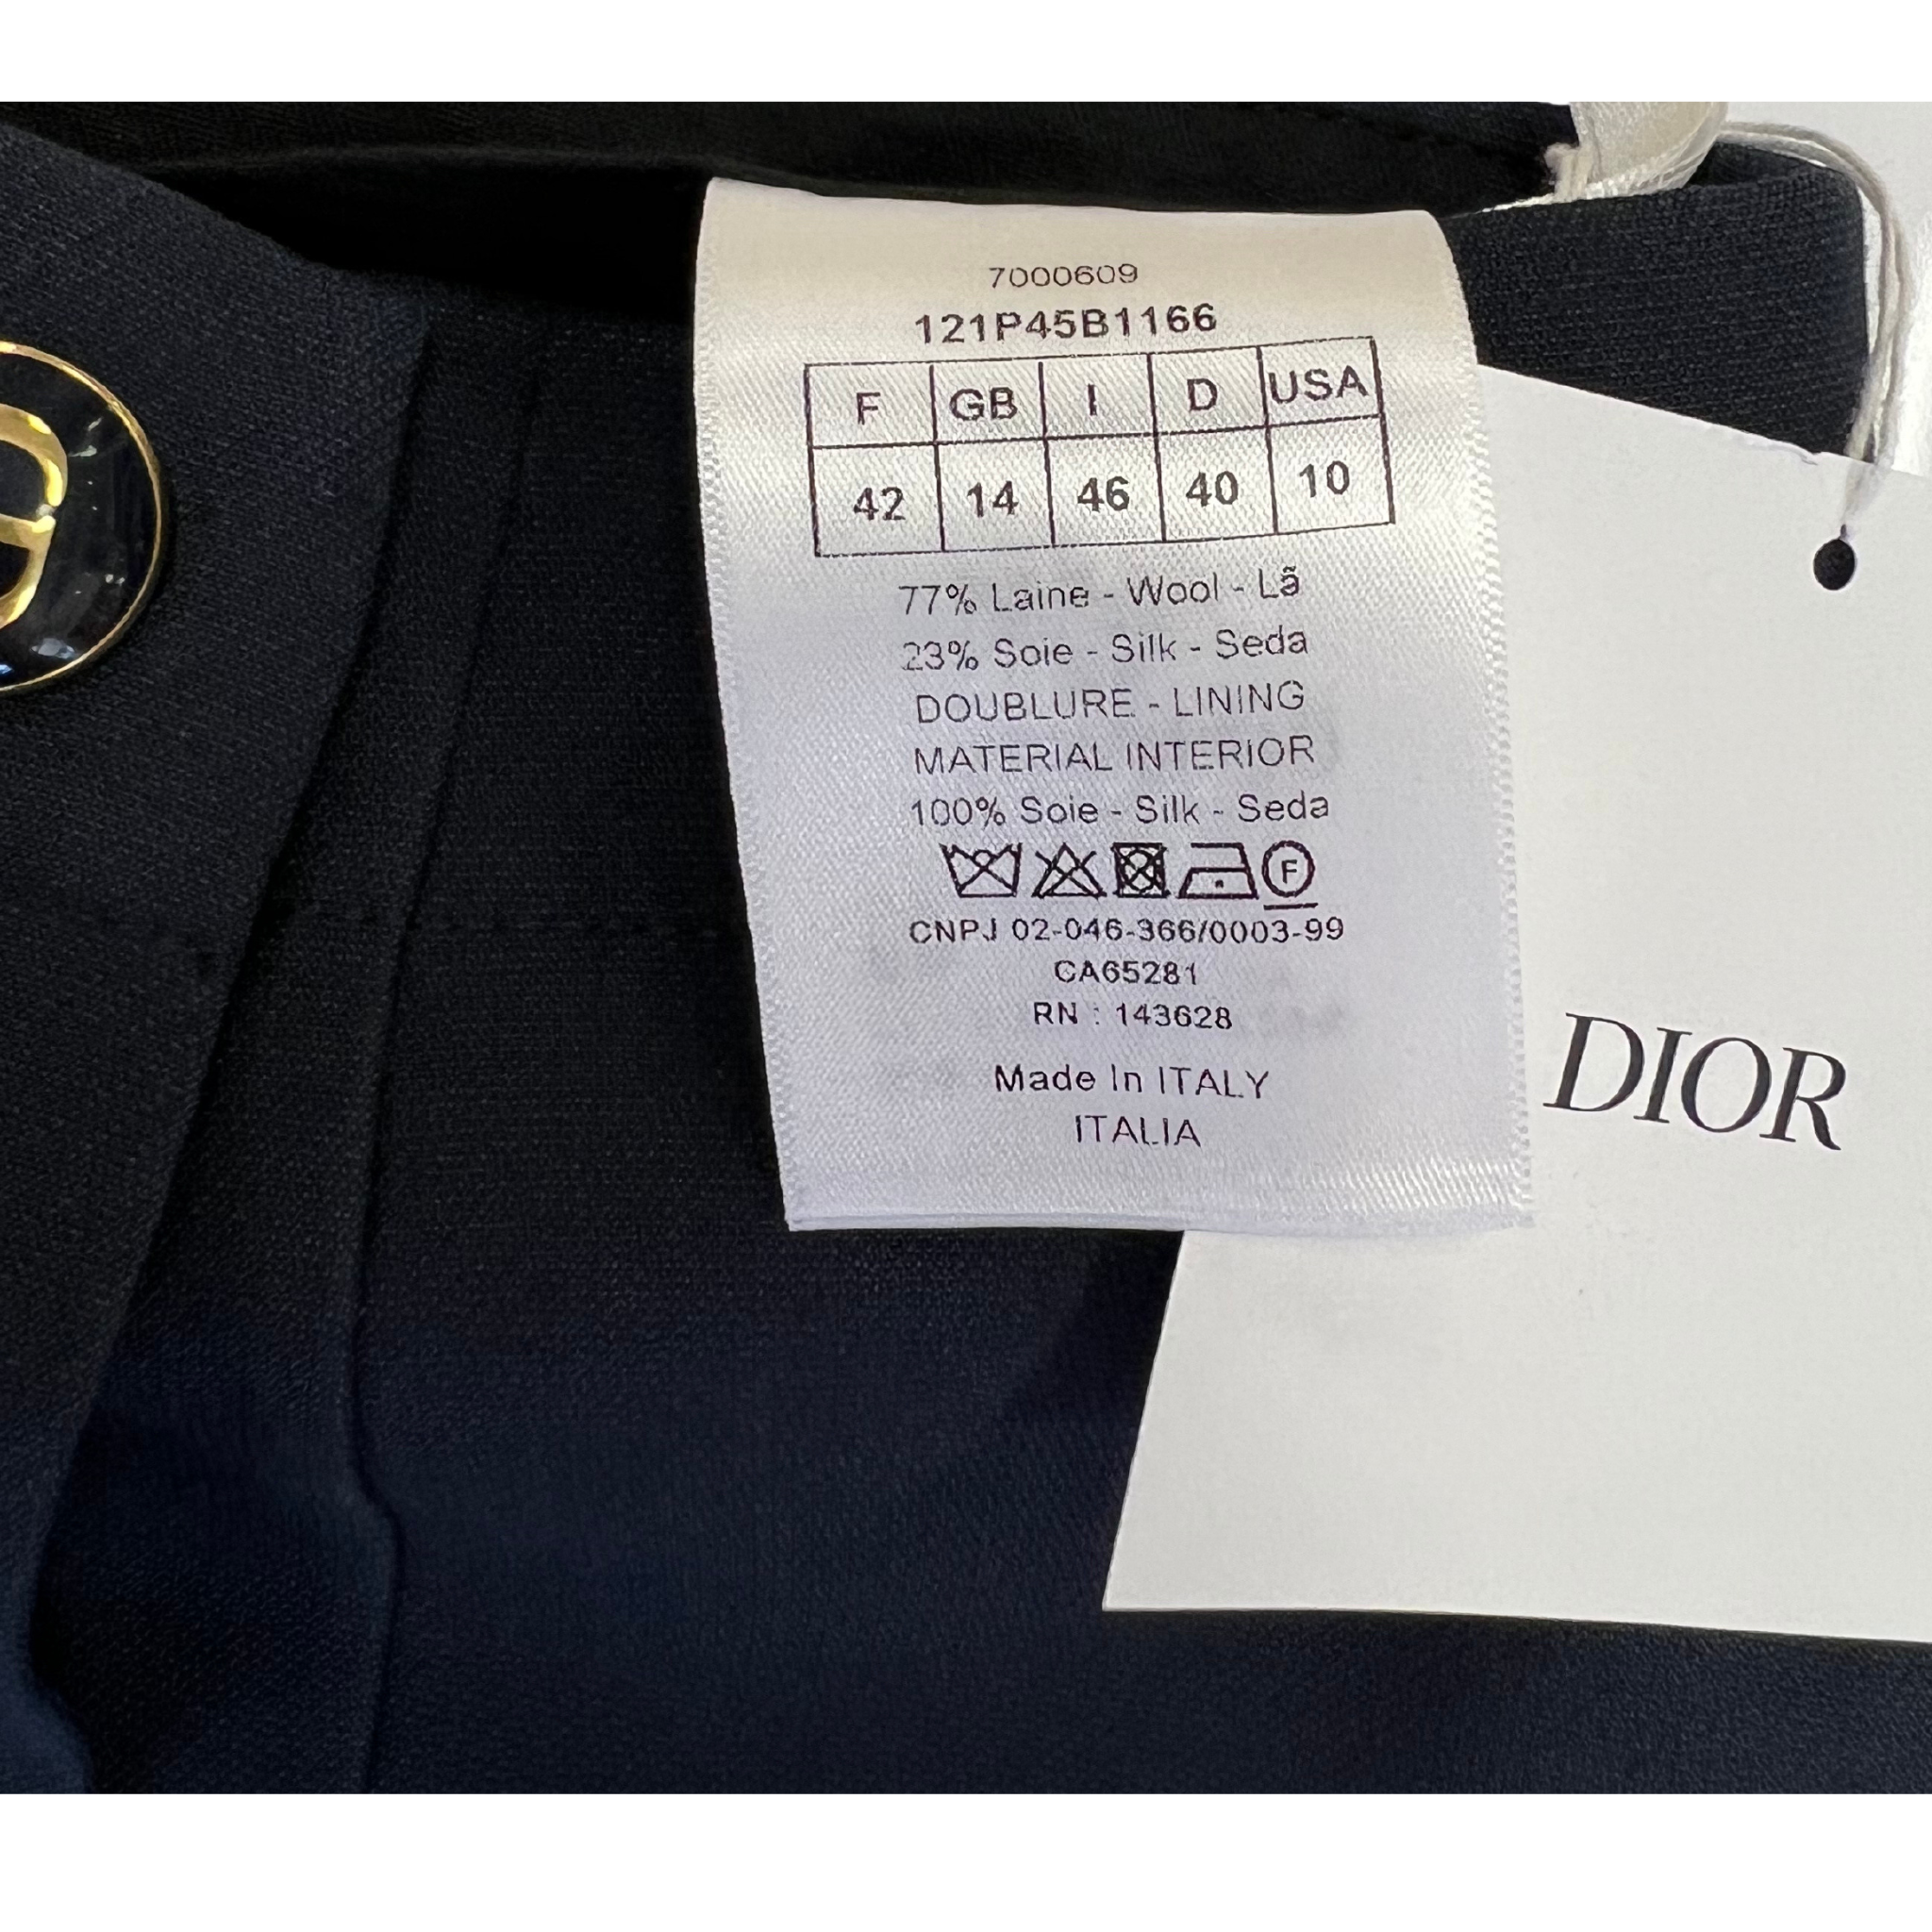 7000609
121P45B1166
F GB I D USA
42 14 46 40 10
77% Laine - Wool - Lã
23% Soie - Silk - Seda
DOUBLURE - LINING
MATERIAL INTERIOR
100% Soie - Silk - Seda
F
CNPJ 02-046-366/0003-99
CA65281
RN : 143628
Made In ITALY
ITALIA
DIOR